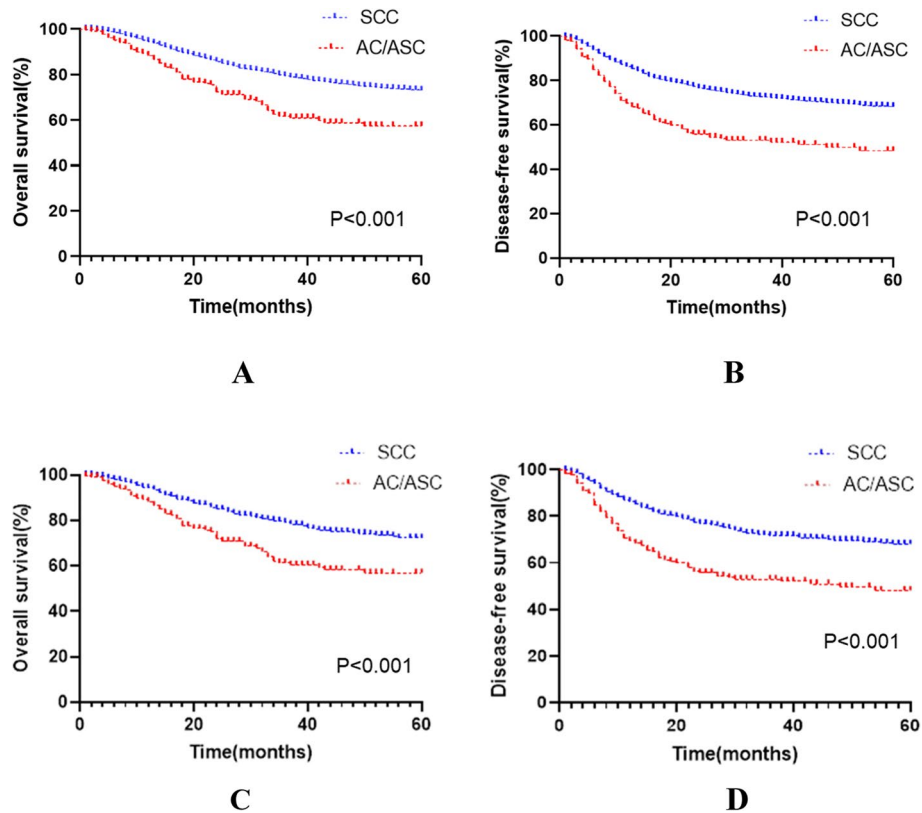 SCC
AC/ASC
100
80
60
40
20
0
Overall survival(%)
P<0.001
0 20 40 60
Time(months)
A
SCC
AC/ASC
100
80
60
40
20
0
Disease-free survival(%)
P<0.001
0 20 40 60
Time(months)
B
SCC
AC/ASC
100
80
60
40
20
0
Overall survival(%)
P<0.001
0 20 40 60
Time(months)
C
SCC
AC/ASC
100
80
60
40
20
0
Disease-free survival(%)
P<0.001
0 20 40 60
Time(months)
D